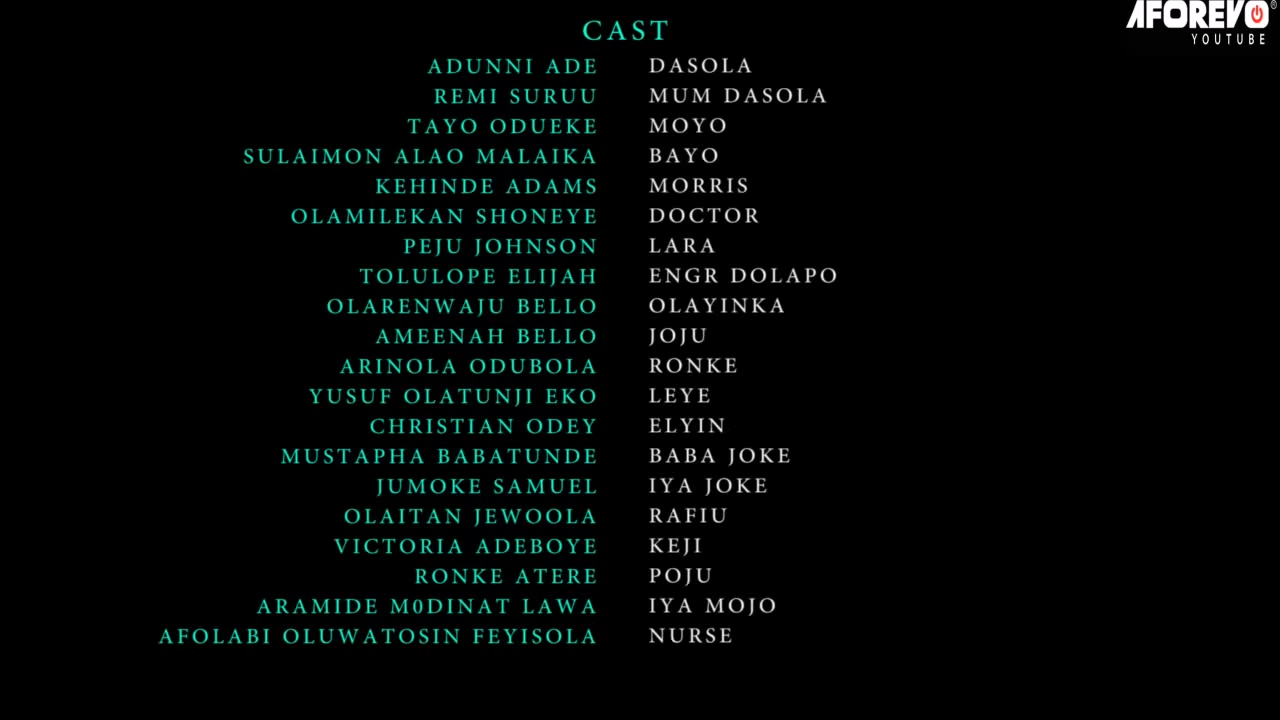 AFOREVO®
YOUTUBE
CAST
ADUNNI ADE DASOLA
REMI SURUU MUM DASOLA
TAYO ODUEKE MOYO
SULAIMON ALAO MALAIKA BAYO
KEHINDE ADAMS MORRIS
OLAMILEKAN SHONEYE DOCTOR
PEJU JOHNSON LARA
TOLULOPE ELIJAH ENGR DOLAPO
OLARENWAJU BELLO OLAYINKA
AMEENAH BELLO JOJU
ARINOLA ODUBOLA RONKE
YUSUF OLATUNJI EKO LEYE
CHRISTIAN ODEY ELYIN
MUSTAPHA BABATUNDE BABA JOKE
JUMOKE SAMUEL IYA JOKE
OLAITAN JEWOOLA RAFIU
VICTORIA ADEBOYE KEJI
RONKE ATERE POJU
ARAMIDE M0DINAT LAWA IYA MOJO
AFOLABI OLUWATOSIN FEYISOLA NURSE